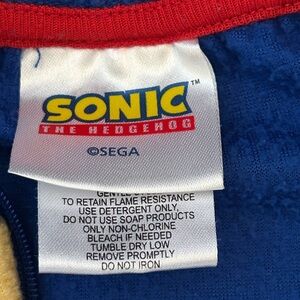 SONIC™
THE HEDGEHOG
©SEGA
TO RETAIN FLAME RESISTANCE
USE DETERGENT ONLY.
DO NOT USE SOAP PRODUCTS
ONLY NON-CHLORINE
BLEACH IF NEEDED
TUMBLE DRY LOW
REMOVE PROMPTLY
DO NOT IRON